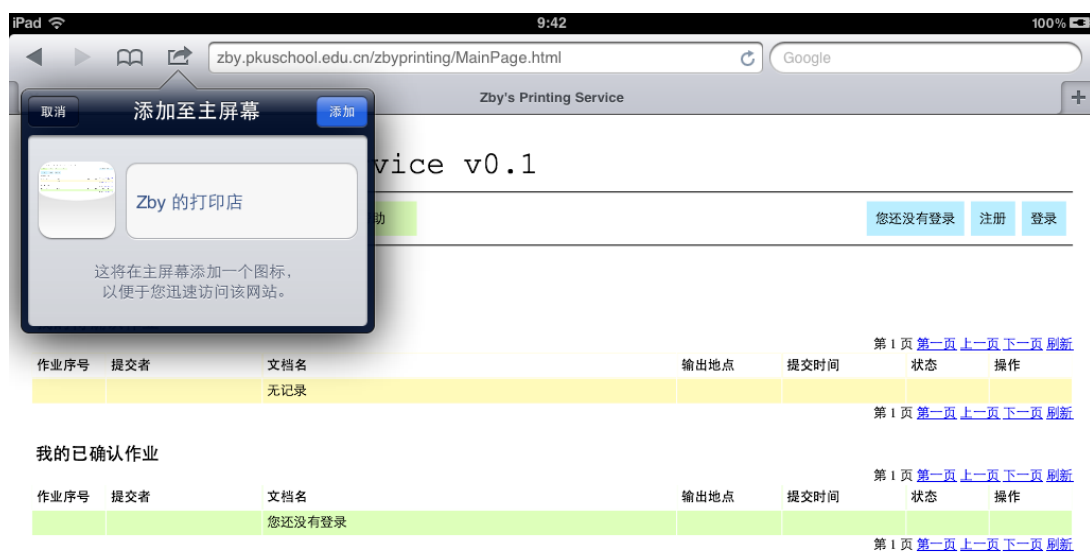 iPad 9:42 100%
zby.pkuschool.edu.cn/zbyprinting/MainPage.html Google
Zby's Printing Service
取消 添加至主屏幕 添加
vice v0.1
Zby 的打印店
助 您还没有登录 注册 登录
这将在主屏幕添加一个图标，
以便于您迅速访问该网站。
第 1 页 第一页 上一页 下一页 刷新
作业序号 提交者 文档名 输出地点 提交时间 状态 操作
无记录
第 1 页 第一页 上一页 下一页 刷新
我的已确认作业
第 1 页 第一页 上一页 下一页 刷新
作业序号 提交者 文档名 输出地点 提交时间 状态 操作
您还没有登录
第 1 页 第一页 上一页 下一页 刷新